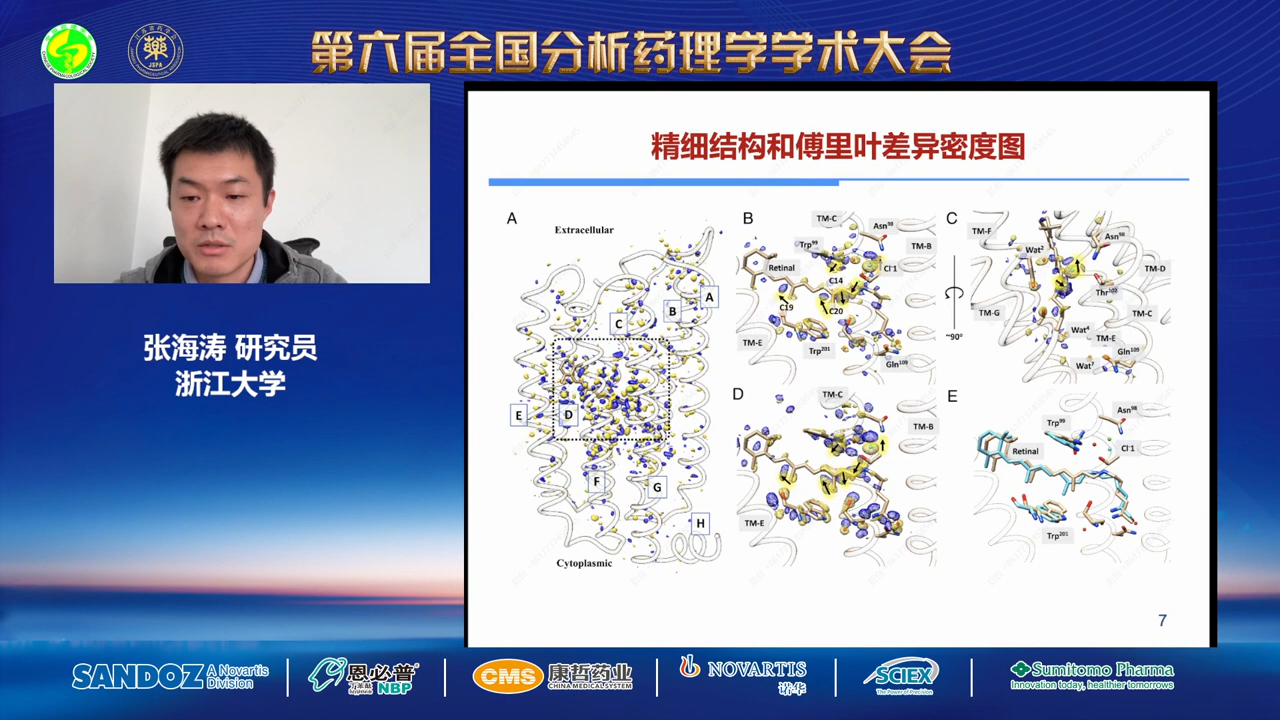 第六届全国分析药理学学术大会
JSPA
张海涛 研究员
浙江大学
精细结构和傅里叶差异密度图
A
Extracellular
A
B
C
E
D
F
G
H
Cytoplasmic
B
TM-C
Asn98
Trp99
TM-B
Retinal
Cl-1
C14
C19
C20
TM-E
Trp201
Gln109
C
TM-F
Wat2
Asn98
TM-D
Thr102
~90°
TM-G
TM-C
Wat4
TM-E
Gln109
Wat7
D
TM-C
TM-B
TM-E
E
Asn98
Trp99
Retinal
Cl-1
Trp201
7
SANDOZ A Novartis Division
恩必普 NBP
CMS 康哲药业
CHINA MEDICAL SYSTEM
NOVARTIS
诺华
SCIEX
The Power of Precision
Sumitomo Pharma
Innovation today, healthier tomorrows